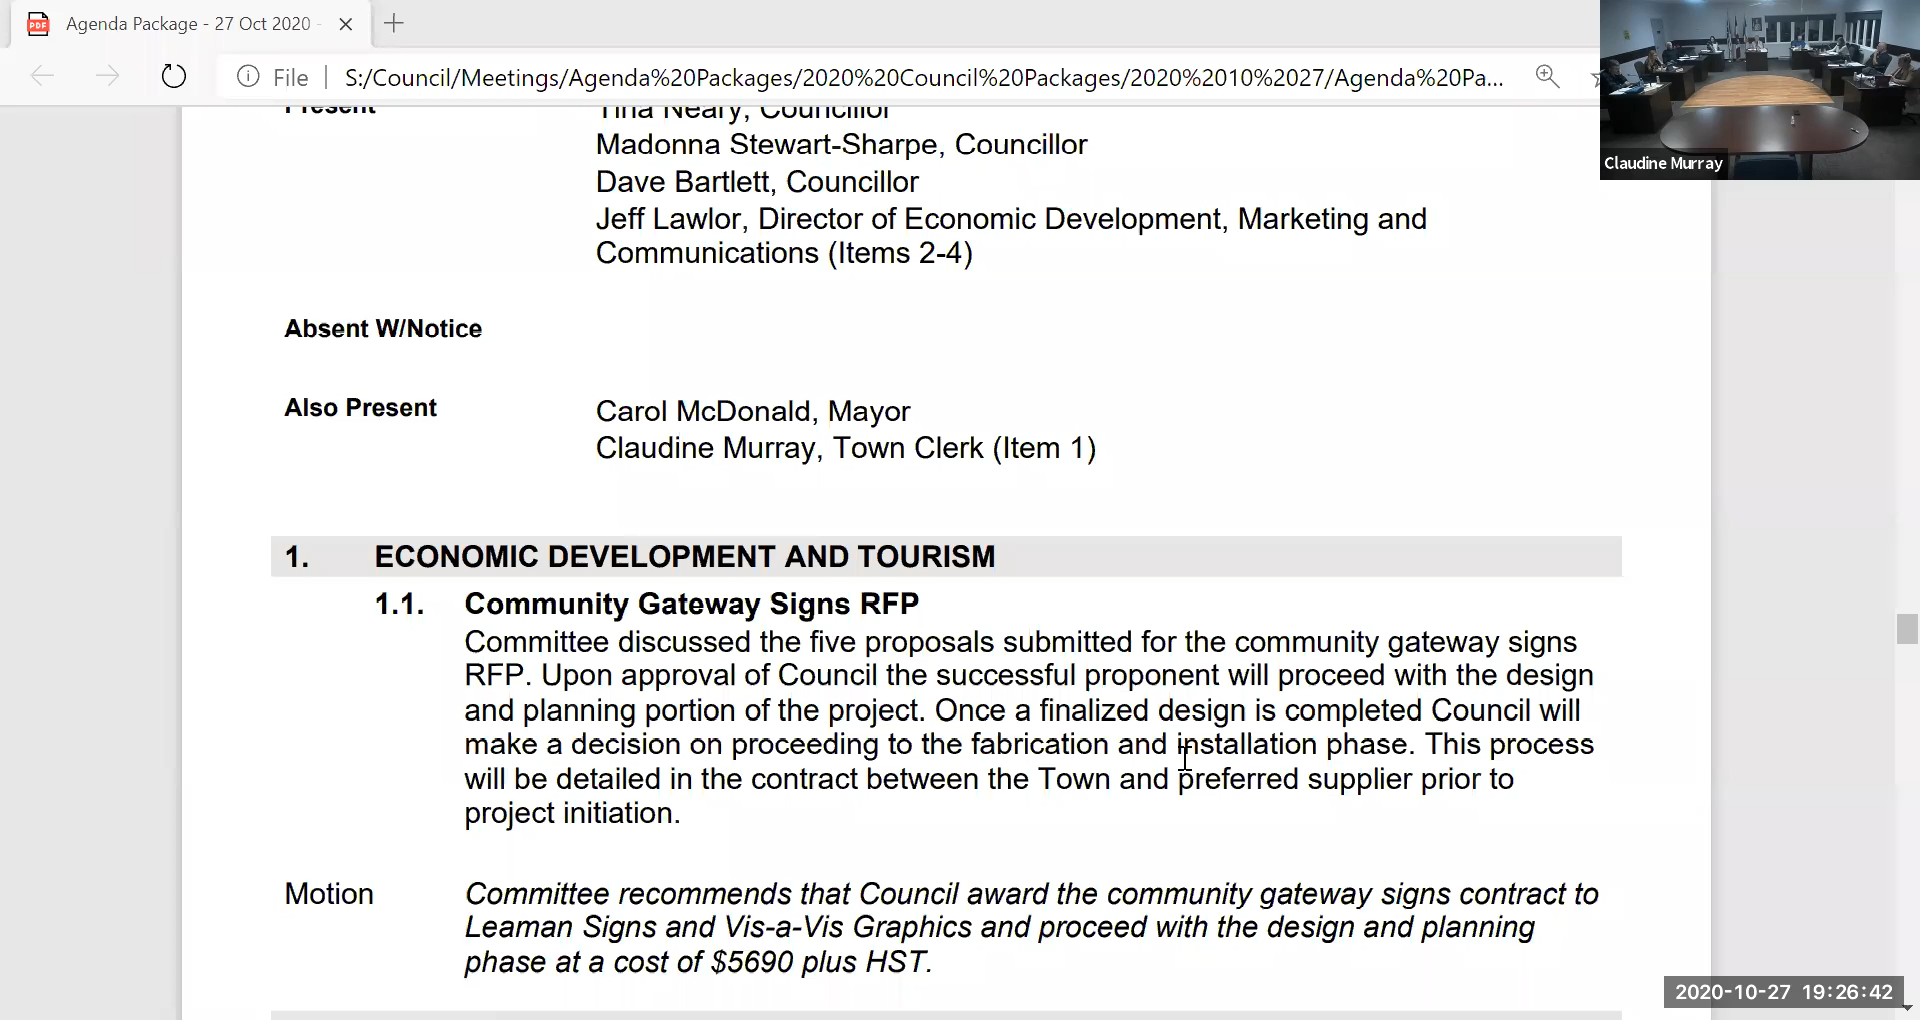 Agenda Package - 27 Oct 2020 -
File | S:/Council/Meetings/Agenda%20Packages/2020%20Council%20Packages/2020%2010%2027/Agenda%20Pa...
Claudine Murray
Present Tina Neary, Councillor
Madonna Stewart-Sharpe, Councillor
Dave Bartlett, Councillor
Jeff Lawlor, Director of Economic Development, Marketing and
Communications (Items 2-4)
Absent W/Notice
Also Present Carol McDonald, Mayor
Claudine Murray, Town Clerk (Item 1)
1. ECONOMIC DEVELOPMENT AND TOURISM
1.1. Community Gateway Signs RFP
Committee discussed the five proposals submitted for the community gateway signs
RFP. Upon approval of Council the successful proponent will proceed with the design
and planning portion of the project. Once a finalized design is completed Council will
make a decision on proceeding to the fabrication and installation phase. This process
will be detailed in the contract between the Town and preferred supplier prior to
project initiation.
Motion Committee recommends that Council award the community gateway signs contract to
Leaman Signs and Vis-a-Vis Graphics and proceed with the design and planning
phase at a cost of $5690 plus HST.
2020-10-27 19:26:42